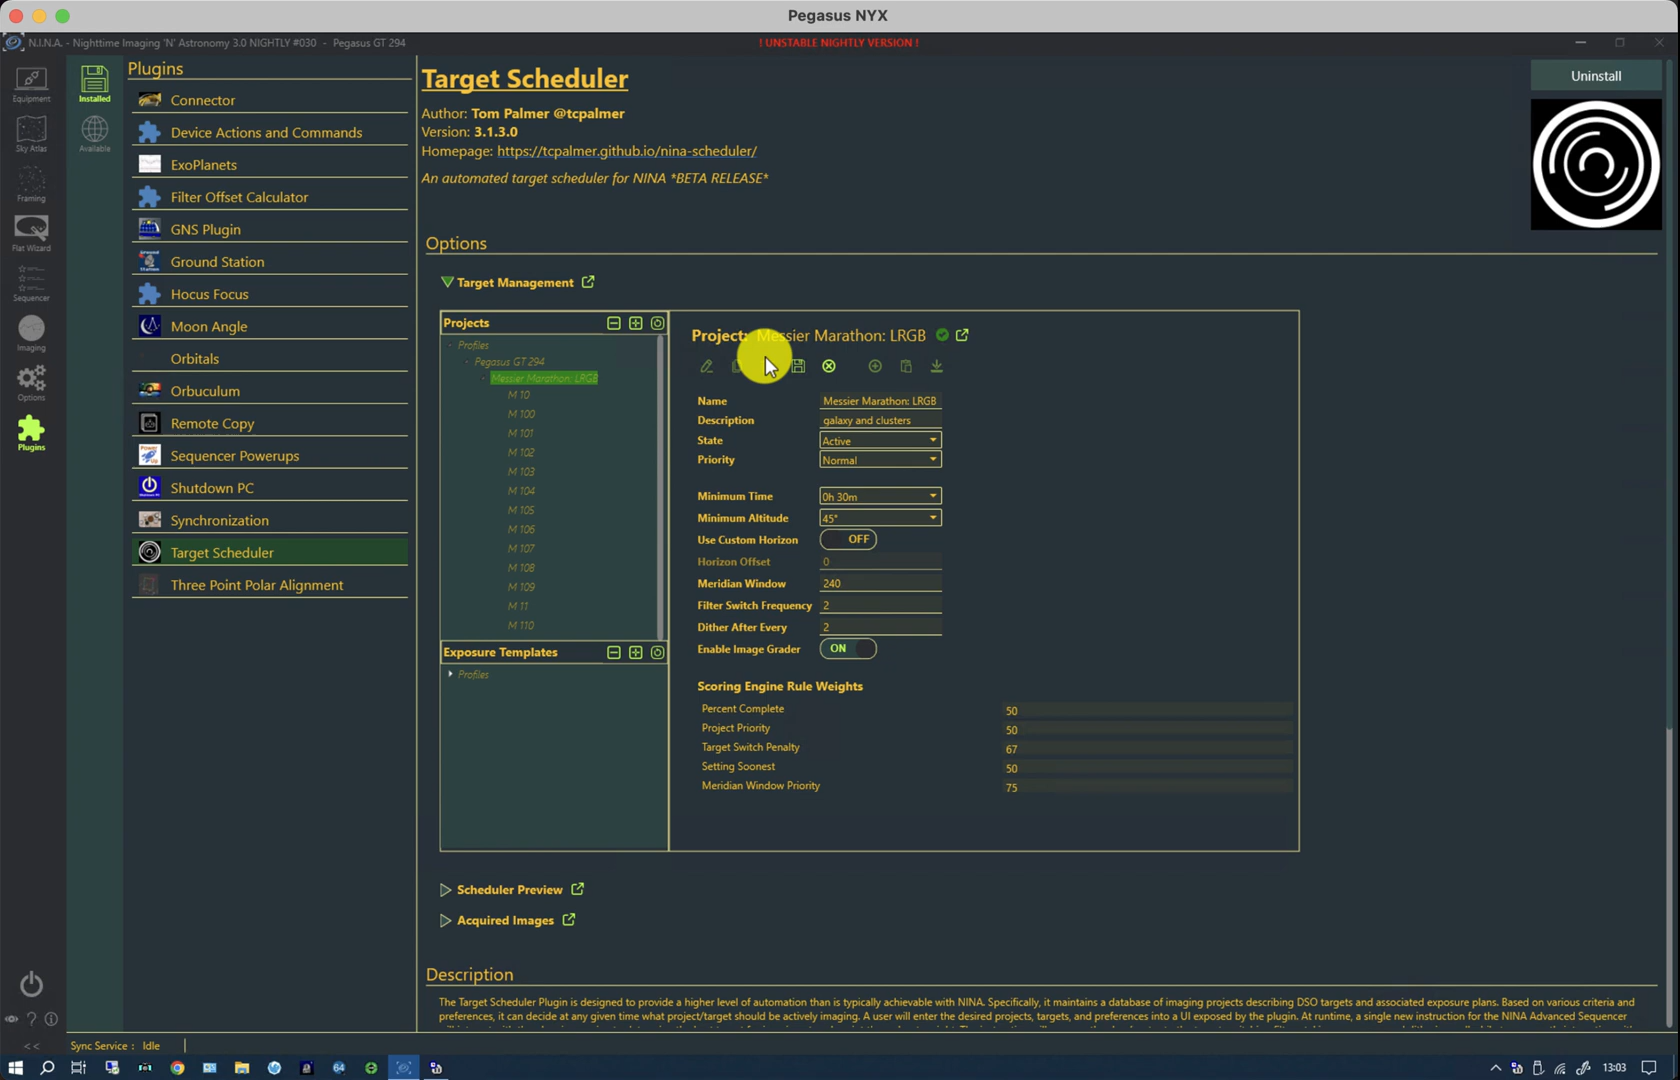 Pegasus NYX
N.I.N.A. - Nighttime Imaging 'N' Astronomy 3.0 NIGHTLY #030 - Pegasus GT 294
! UNSTABLE NIGHTLY VERSION !
Equipment
Sky Atlas
Framing
Flat Wizard
Sequencer
Imaging
Options
Plugins
Installed
Available
Plugins
Connector
Device Actions and Commands
ExoPlanets
Filter Offset Calculator
GNS Plugin
Ground Station
Hocus Focus
Moon Angle
Orbitals
Orbuculum
Remote Copy
Sequencer Powerups
Shutdown PC
Synchronization
Target Scheduler
Three Point Polar Alignment
Target Scheduler
Author: Tom Palmer @tcpalmer
Version: 3.1.3.0
Homepage: https://tcpalmer.github.io/nina-scheduler/
An automated target scheduler for NINA *BETA RELEASE*
Uninstall
Options
Target Management
Projects
Profiles
Pegasus GT 294
Messier Marathon: LRGB
M 10
M 100
M 101
M 102
M 103
M 104
M 105
M 106
M 107
M 108
M 109
M 11
M 110
Exposure Templates
Profiles
Project: Messier Marathon: LRGB
Name Messier Marathon: LRGB
Description galaxy and clusters
State Active
Priority Normal
Minimum Time 0h 30m
Minimum Altitude 45°
Use Custom Horizon OFF
Horizon Offset 0
Meridian Window 240
Filter Switch Frequency 2
Dither After Every 2
Enable Image Grader ON
Scoring Engine Rule Weights
Percent Complete 50
Project Priority 50
Target Switch Penalty 67
Setting Soonest 50
Meridian Window Priority 75
Scheduler Preview
Acquired Images
Description
The Target Scheduler Plugin is designed to provide a higher level of automation than is typically achievable with NINA. Specifically, it maintains a database of imaging projects describing DSO targets and associated exposure plans. Based on various criteria and
preferences, it can decide at any given time what project/target should be actively imaging. A user will enter the desired projects, targets, and preferences into a UI exposed by the plugin. At runtime, a single new instruction for the NINA Advanced Sequencer
<<
Sync Service : Idle
64
13:03